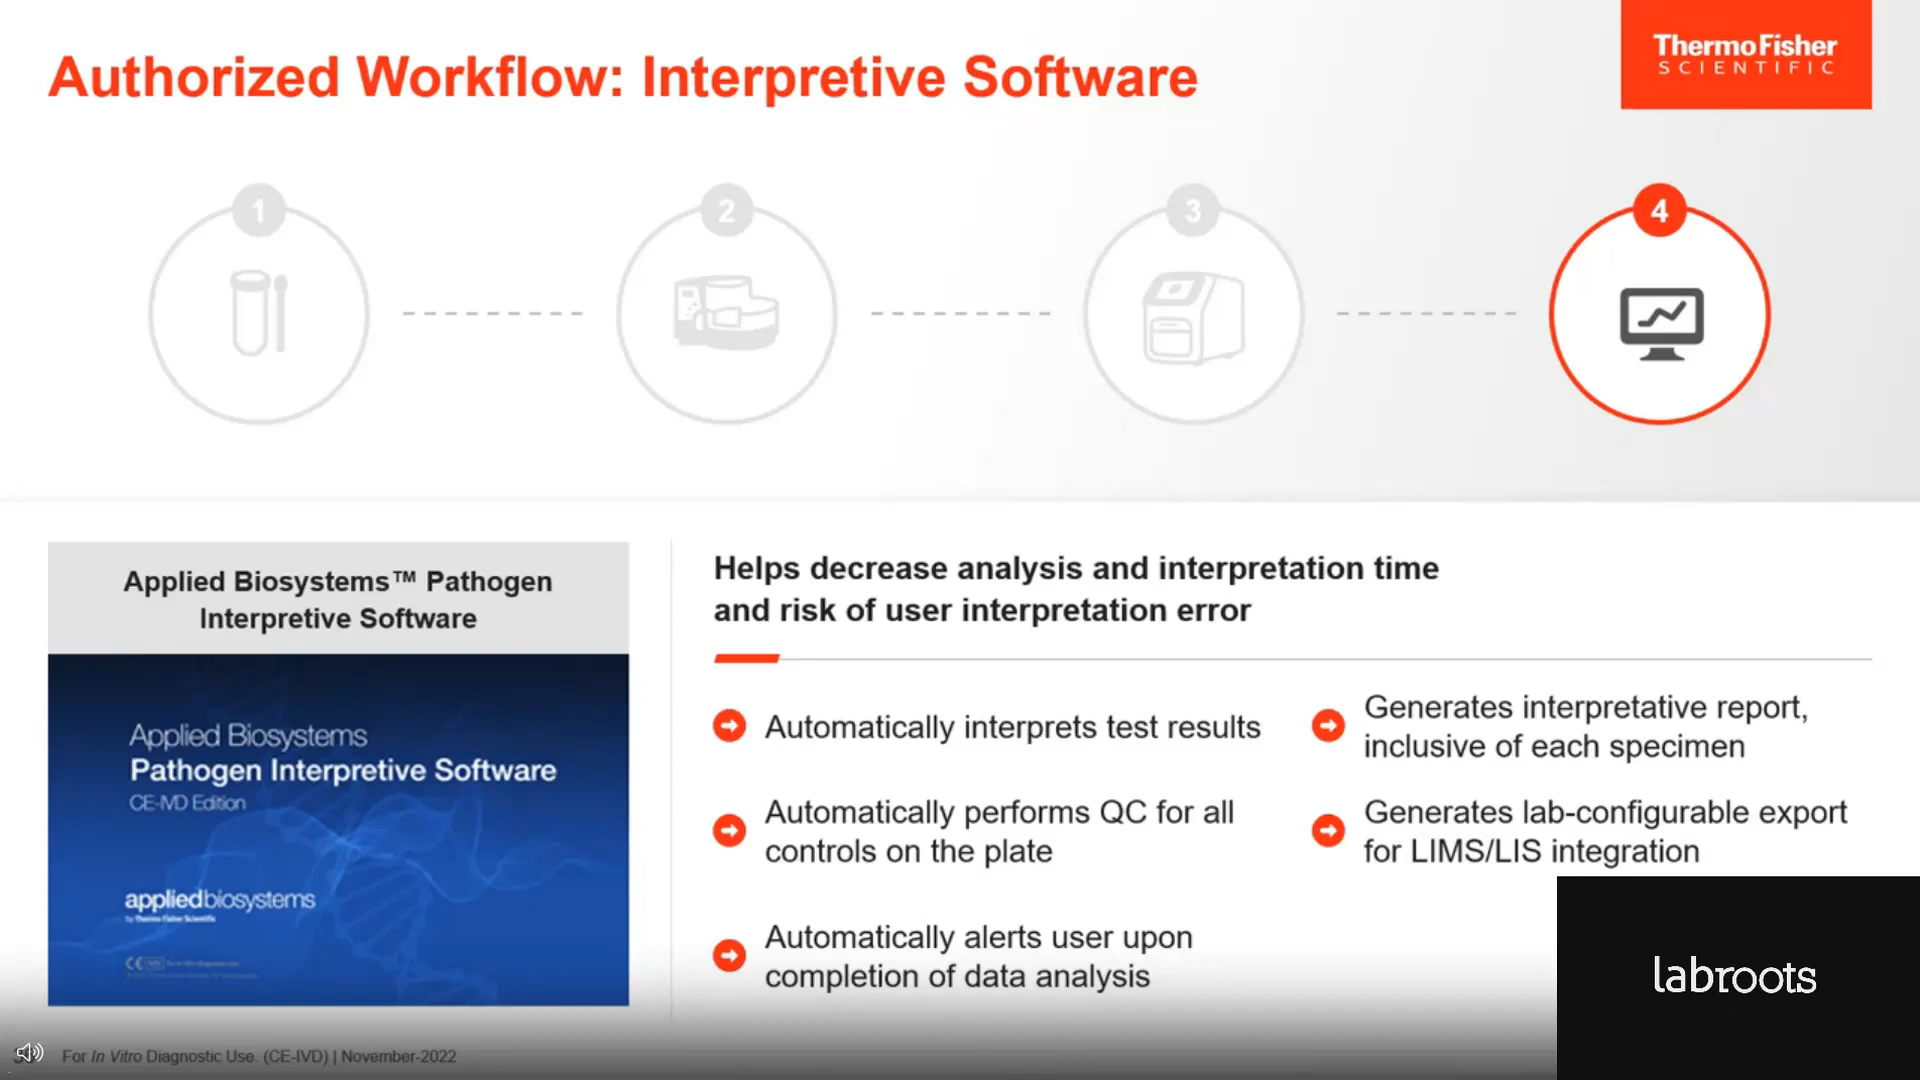 Authorized Workflow: Interpretive Software
ThermoFisher
SCIENTIFIC
1
2
3
4
Applied Biosystems™ Pathogen
Interpretive Software
Applied Biosystems
Pathogen Interpretive Software
CE-IVD Edition
appliedbiosystems
by Thermo Fisher Scientific
Helps decrease analysis and interpretation time
and risk of user interpretation error
Automatically interprets test results
Automatically performs QC for all
controls on the plate
Automatically alerts user upon
completion of data analysis
Generates interpretative report,
inclusive of each specimen
Generates lab-configurable export
for LIMS/LIS integration
labroots
For In Vitro Diagnostic Use. (CE-IVD) | November-2022